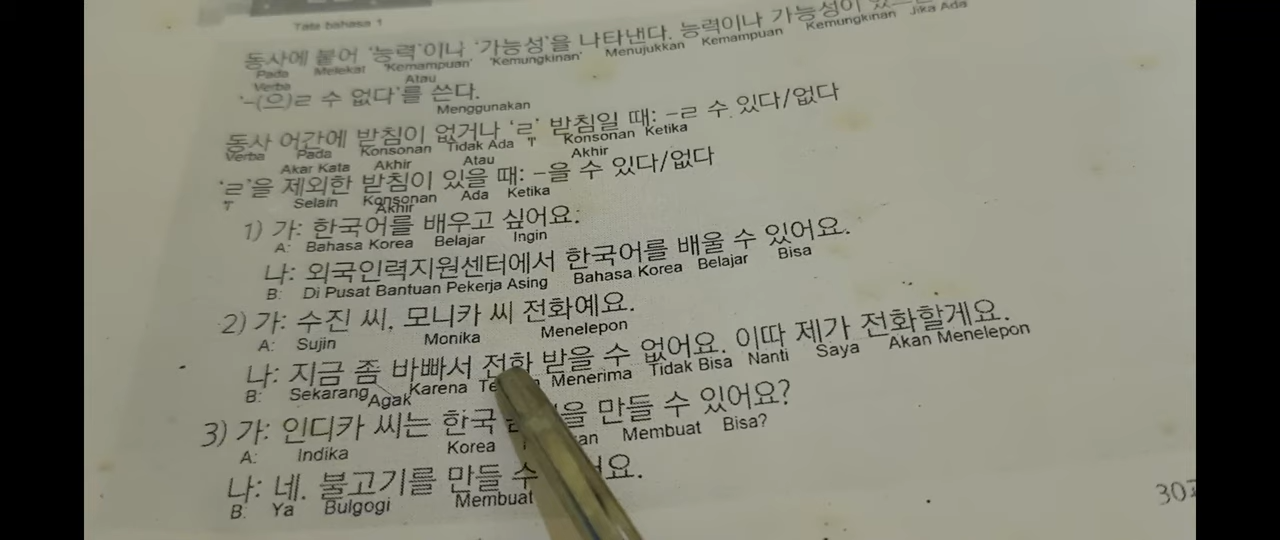 Tata bahasa 1
동사에 붙어 '능력'이나 '가능성'을 나타낸다. 능력이나 가능성이
Pada Melekat 'Kemampuan' 'Kemungkinan' Menujukkan Kemampuan Kemungkinan Jika Ada
Verba Atau
'-(으)ㄹ 수 없다'를 쓴다.
Menggunakan
동사 어간에 받침이 없거나 'ㄹ' 받침일 때: -ㄹ 수 있다/없다
Verba Pada Konsonan Tidak Ada 'l' Konsonan Ketika
Akar Kata Akhir Atau Akhir
'ㄹ'을 제외한 받침이 있을 때: -을 수 있다/없다
'l' Selain Konsonan Ada Ketika
Akhir
1) 가: 한국어를 배우고 싶어요.
A: Bahasa Korea Belajar Ingin
나: 외국인력지원센터에서 한국어를 배울 수 있어요.
B: Di Pusat Bantuan Pekerja Asing Bahasa Korea Belajar Bisa
2) 가: 수진 씨, 모니카 씨 전화예요.
A: Sujin Monika Menelepon
나: 지금 좀 바빠서 전화 받을 수 없어요. 이따 제가 전화할게요.
B: Sekarang Agak Karena Menerima Tidak Bisa Nanti Saya Akan Menelepon
3) 가: 인디카 씨는 한국 만들 수 있어요?
A: Indika Korea Membuat Bisa?
나: 네. 불고기를 만들 수
B: Ya Bulgogi Membuat